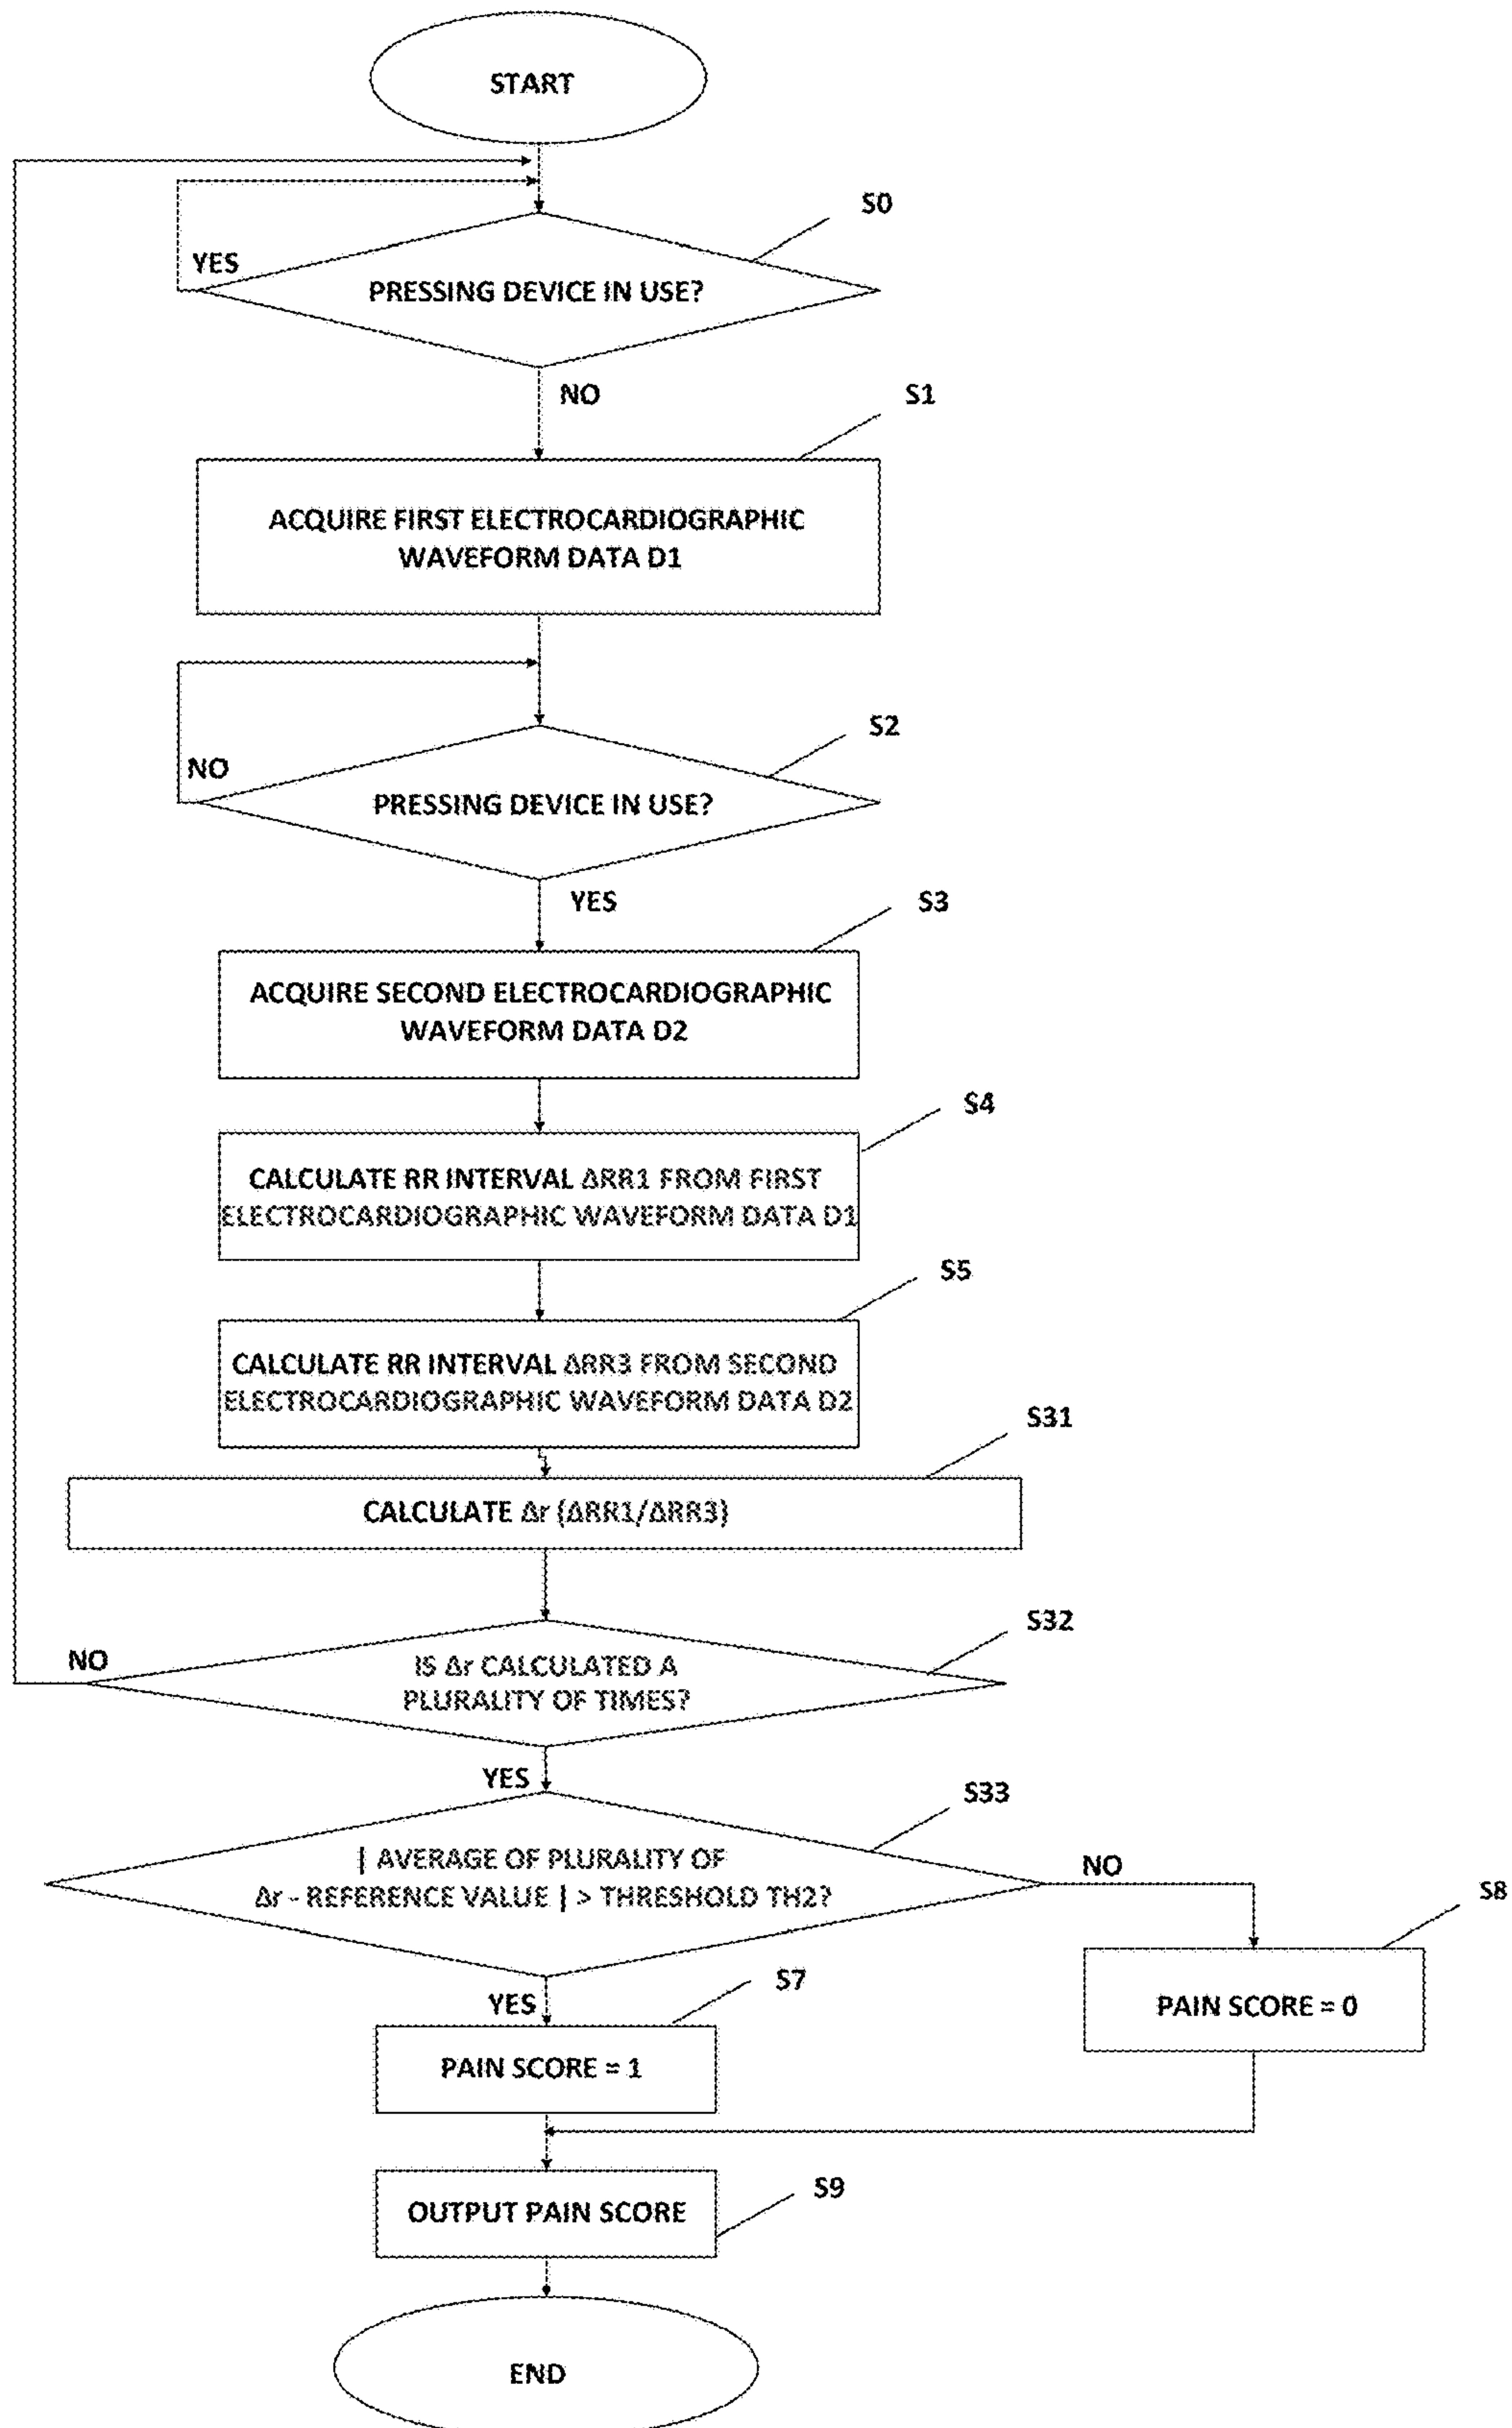 START
S0
YES
PRESSING DEVICE IN USE?
NO
S1
ACQUIRE FIRST ELECTROCARDIOGRAPHIC
WAVEFORM DATA D1
S2
NO
PRESSING DEVICE IN USE?
YES
S3
ACQUIRE SECOND ELECTROCARDIOGRAPHIC
WAVEFORM DATA D2
S4
CALCULATE RR INTERVAL ΔRR1 FROM FIRST
ELECTROCARDIOGRAPHIC WAVEFORM DATA D1
S5
CALCULATE RR INTERVAL ΔRR3 FROM SECOND
ELECTROCARDIOGRAPHIC WAVEFORM DATA D2
S31
CALCULATE Δr (ΔRR1/ΔRR3)
S32
NO
IS Δr CALCULATED A
PLURALITY OF TIMES?
YES
S33
| AVERAGE OF PLURALITY OF
Δr - REFERENCE VALUE | > THRESHOLD TH2?
NO
S8
PAIN SCORE = 0
YES
S7
PAIN SCORE = 1
S9
OUTPUT PAIN SCORE
END